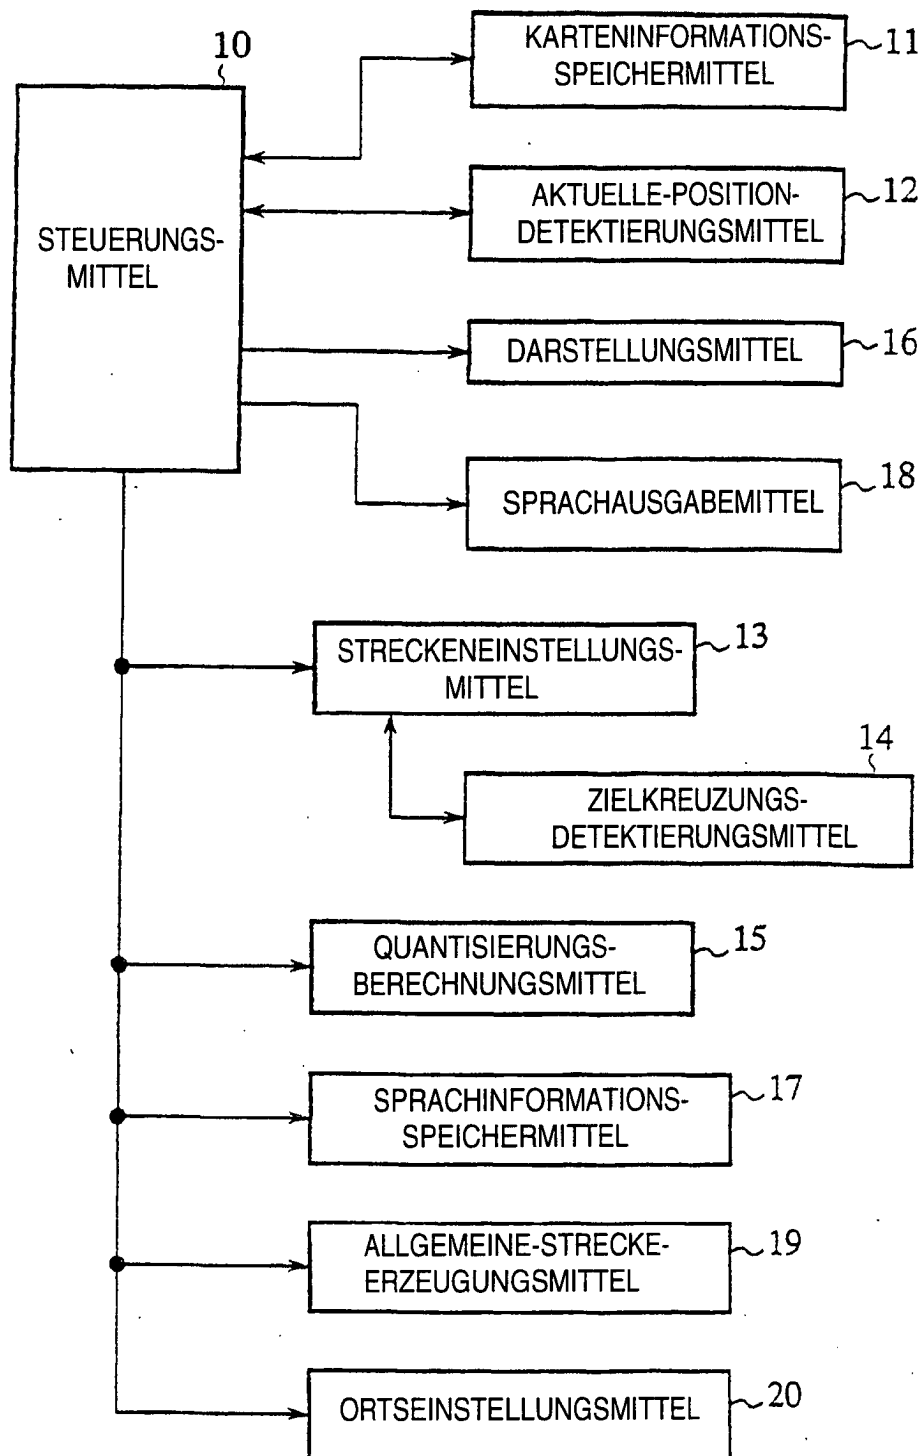 10
STEUERUNGS-
MITTEL
KARTENINFORMATIONS-
SPEICHERMITTEL
11
AKTUELLE-POSITION-
DETEKTIERUNGSMITTEL
12
DARSTELLUNGSMITTEL
16
SPRACHAUSGABEMITTEL
18
STRECKENEINSTELLUNGS-
MITTEL
13
14
ZIELKREUZUNGS-
DETEKTIERUNGSMITTEL
QUANTISIERUNGS-
BERECHNUNGSMITTEL
15
SPRACHINFORMATIONS-
SPEICHERMITTEL
17
ALLGEMEINE-STRECKE-
ERZEUGUNGSMITTEL
19
ORTSEINSTELLUNGSMITTEL
20